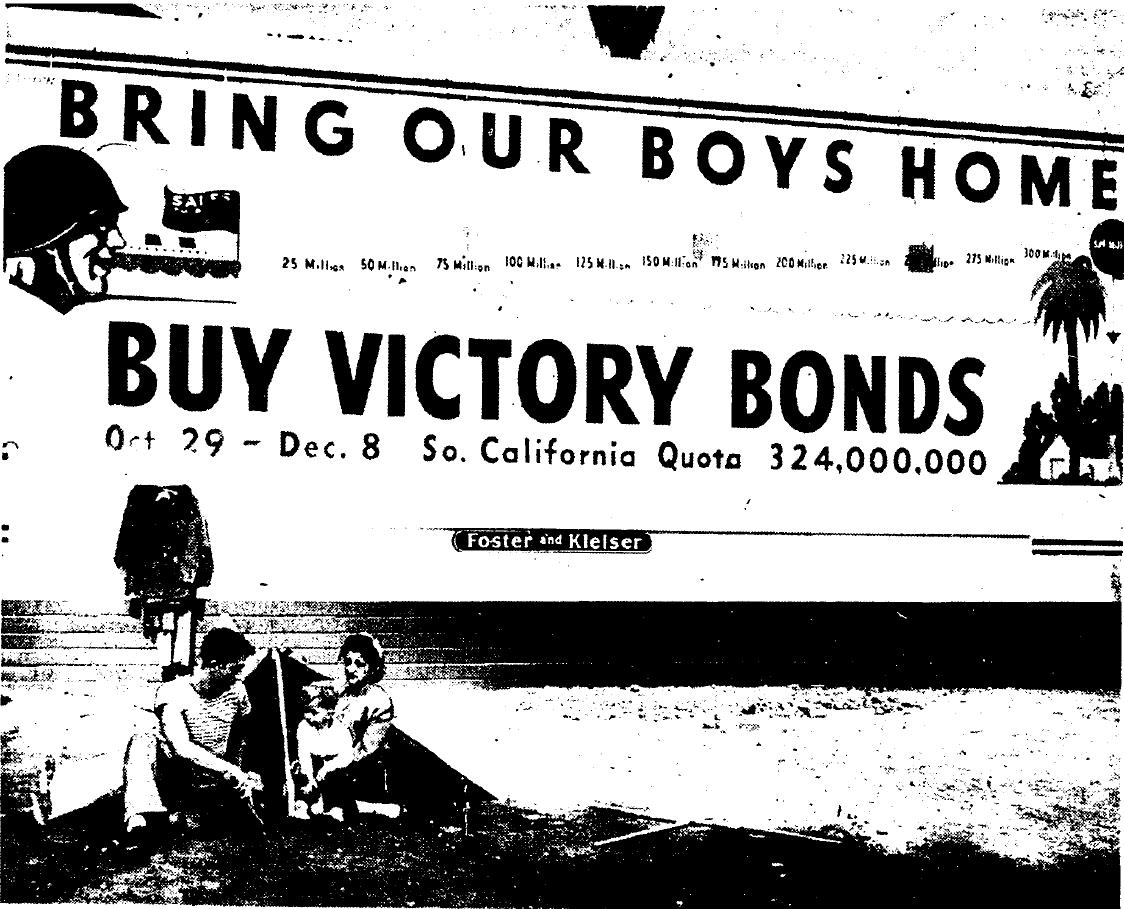 BRING OUR BOYS HOME
25 Million 50 Million 75 Million 100 Million 125 Million 150 Million 175 Million 200 Million 225 Million 275 Million 300 Million
BUY VICTORY BONDS
Oct 29 - Dec. 8 So. California Quota 324,000,000
Foster and Kleiser